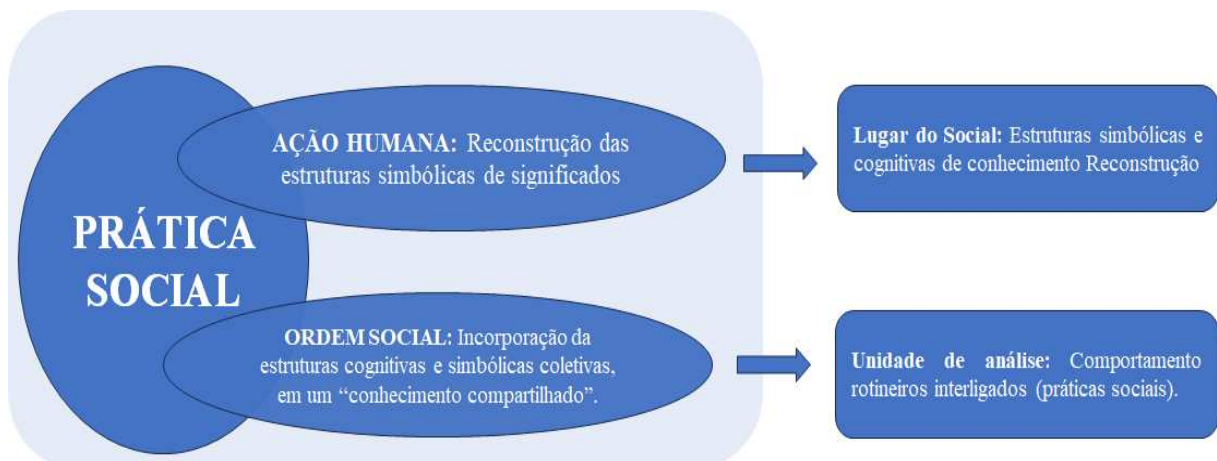 PRÁTICA
SOCIAL
AÇÃO HUMANA: Reconstrução das
estruturas simbólicas de significados
Lugar do Social: Estruturas simbólicas e
cognitivas de conhecimento Reconstrução
ORDEM SOCIAL: Incorporação da
estruturas cognitivas e simbólicas coletivas,
em um “conhecimento compartilhado”.
Unidade de análise: Comportamento
rotineiros interligados (práticas sociais).